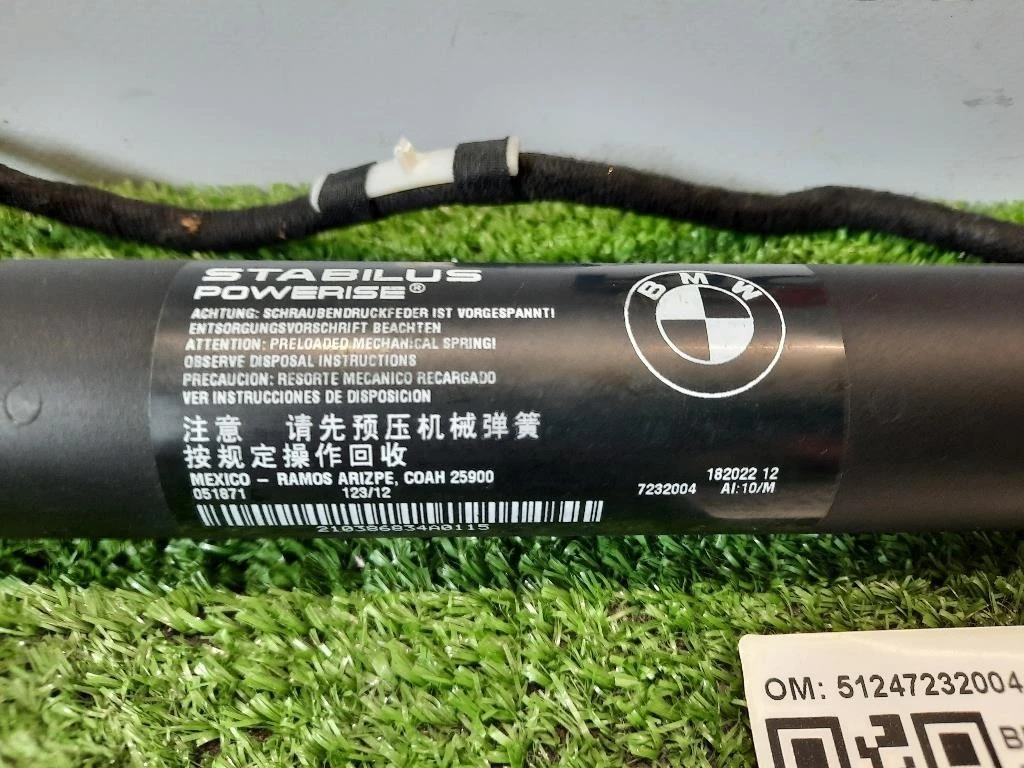 STABILUS
POWERISE®
ACHTUNG: SCHRAUBENDRUCKFEDER IST VORGESPANNT!
ENTSORGUNGSVORSCHRIFT BEACHTEN
ATTENTION: PRELOADED MECHANICAL SPRING!
OBSERVE DISPOSAL INSTRUCTIONS
PRECAUCION: RESORTE MECANICO RECARGADO
VER INSTRUCCIONES DE DISPOSICION
注意 请先预压机械弹簧
按规定操作回收
MEXICO - RAMOS ARIZPE, COAH 25900
051871 123/12
210386834A0115
BMW
182022 12
7232004 AI:10/M
OM: 51247232004